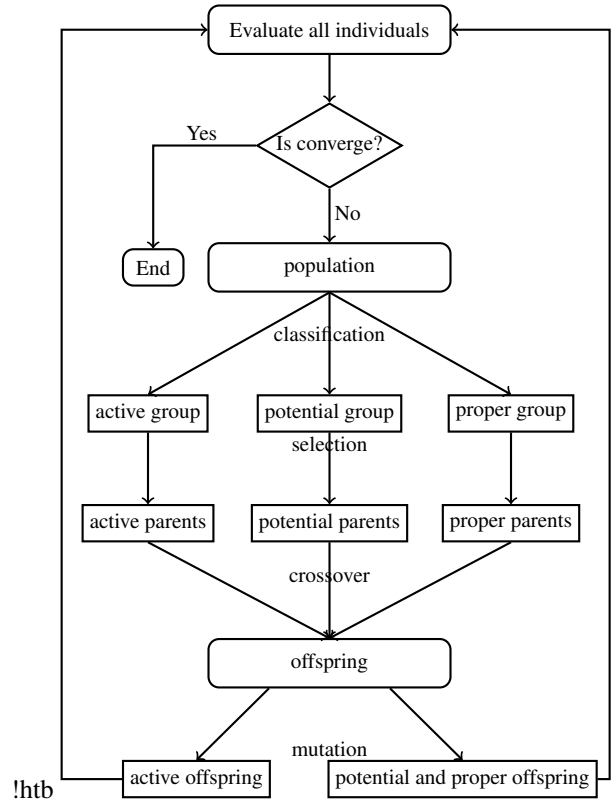 Evaluate all individuals
Is converge?
Yes
No
End
population
classification
active group
potential group
proper group
selection
active parents
potential parents
proper parents
crossover
offspring
mutation
active offspring
potential and proper offspring
!htb